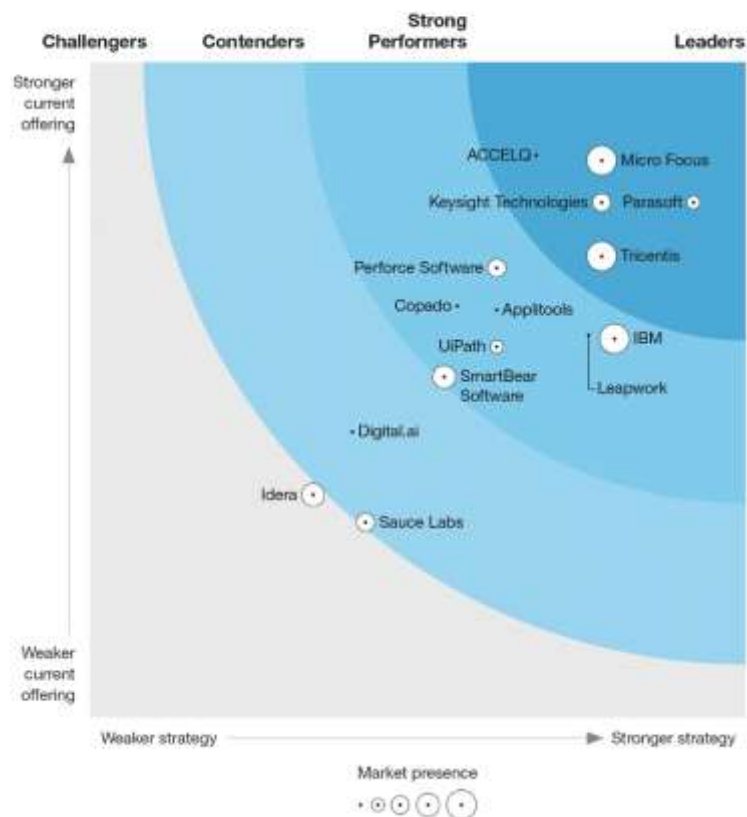 Challengers
Contenders
Strong
Performers
Leaders
Stronger
current
offering
ACCELQ
Micro Focus
Keysight Technologies
Parasoft
Tricentis
Perforce Software
Copado
Applitools
UiPath
IBM
SmartBear
Software
Leapwork
Digital.ai
Idera
Sauce Labs
Weaker
current
offering
Weaker strategy
Stronger strategy
Market presence